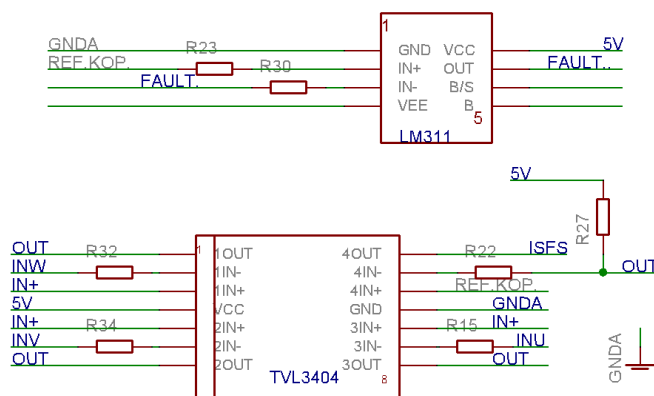 1
GNDA R23 GND VCC 5V
REF.KOP. R30 IN+ OUT FAULT..
FAULT. IN- B/S
VEE B
5
LM311
5V
R27
OUT R32 1 1OUT 4OUT R22 ISFS
INW 1IN- 4IN- OUT
IN+ 1IN+ 4IN+ REF.KOP.
5V VCC GND GNDA
IN+ R34 2IN+ 3IN+ R15 IN+
INV 2IN- 3IN- INU
OUT 2OUT 3OUT OUT
TVL3404 8
GNDA